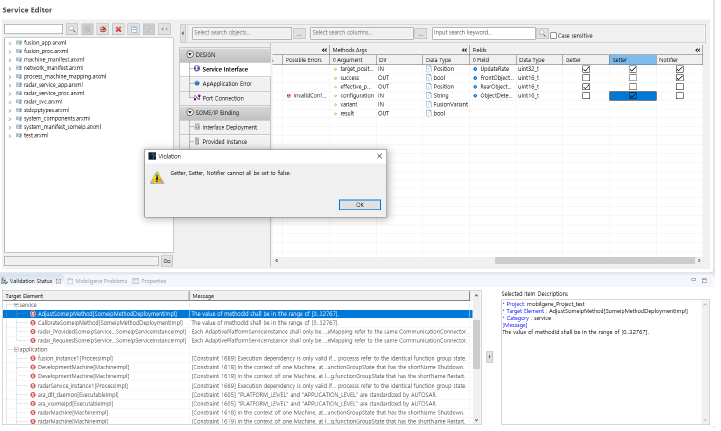 Service Editor
Select search objects...
...
Select search columns...
...
Input search keyword...
Case sensitive
fusion_app.arxml
fusion_proc.arxml
machine_manifest.arxml
network_manifest.arxml
process_machine_mapping.arxml
radar_service_app.arxml
radar_service_proc.arxml
radar_svc.arxml
stdcpptypes.arxml
system_components.arxml
system_manifest_someip.arxml
test.arxml
Go
DESIGN
Service Interface
ApApplication Error
Port Connection
SOME/IP Binding
Interface Deployment
Provided Instance
Methods.Args
Fields
Possible Errors
Argument
DIr
Data Type
Field
Data Type
Getter
Setter
Notifier
target_posit...
IN
Position
UpdateRate
uint32_t
success
OUT
bool
FrontObject...
uint16_t
effective_p...
OUT
Position
RearObject...
uint16_t
InvalidConf...
configuration
IN
String
ObjectDete...
uint16_t
variant
IN
FusionVariant
result
OUT
bool
Violation
Getter, Setter, Notifier cannot all be set to false.
OK
Validation Status
Mobilgene Problems
Properties
Target Element
Message
service
AdjustSomeipMethod[SomeipMethodDeploymentImpl]
The value of methodId shall be in the range of [0..32767].
CalibrateSomeipMethod[SomeipMethodDeploymentImpl]
The value of methodId shall be in the range of [0..32767].
radar_ProvidedSomeipServic...SomeipServiceInstanceImpl]
Each AdaptivePlatformServiceInstance shall only be ...eMapping refer to the same CommunicationConnector.
radar_RequiredSomeipServic...SomeipServiceInstanceImpl]
Each AdaptivePlatformServiceInstance shall only be ...eMapping refer to the same CommunicationConnector.
application
fusion_instance1[ProcessImpl]
[Constraint 1689] Execution dependency is only valid if... processix refer to the identical function group state.
DevelopmentMachine[MachineImpl]
[Constraint 1618] In the context of one Machine, at...unctionGroupState that has the shortName Shutdown.
DevelopmentMachine[MachineImpl]
[Constraint 1619] In the context of one Machine, at l...g.functionGroupState that has the shortName Restart.
radarService_instance1[ProcessImpl]
[Constraint 1689] Execution dependency is only valid if... processix refer to the identical function group state.
ara_dlt_daemon[ExecutableImpl]
[Constraint 1605] "PLATFORM_LEVEL" and "APPLICATION_LEVEL" are standardized by AUTOSAR.
ara_vsomeipd[ExecutableImpl]
[Constraint 1605] "PLATFORM_LEVEL" and "APPLICATION_LEVEL" are standardized by AUTOSAR.
radarMachine[MachineImpl]
[Constraint 1618] In the context of one Machine, at...unctionGroupState that has the shortName Shutdown.
radarMachine[MachineImpl]
[Constraint 1619] In the context of one Machine, at l...g.functionGroupState that has the shortName Restart.
Selected Item Descriptions
* Project: mobilgene_Project_test
* Target Element : AdjustSomeipMethod[SomeipMethodDeploymentImpl]
* Category : service
[Message]
The value of methodId shall be in the range of [0..32767].